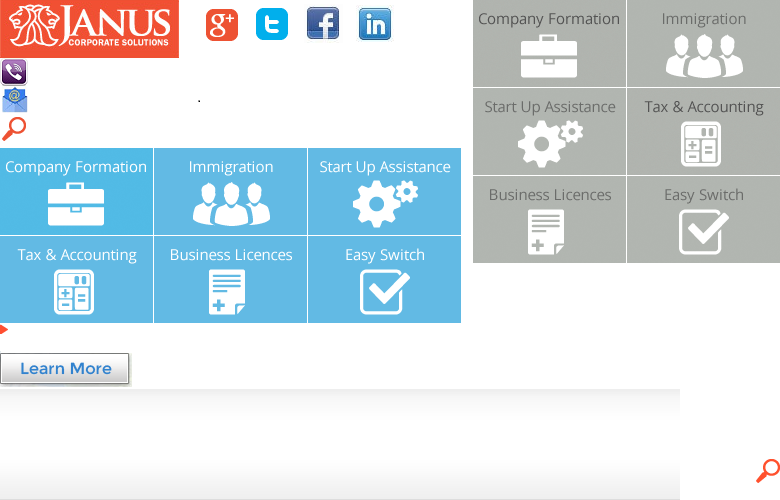 JANUS
CORPORATE SOLUTIONS
g+
f
in
@
Company Formation
Immigration
Start Up Assistance
Tax & Accounting
Business Licences
Easy Switch
Company Formation
Immigration
Start Up Assistance
Tax & Accounting
Business Licences
Easy Switch
Learn More